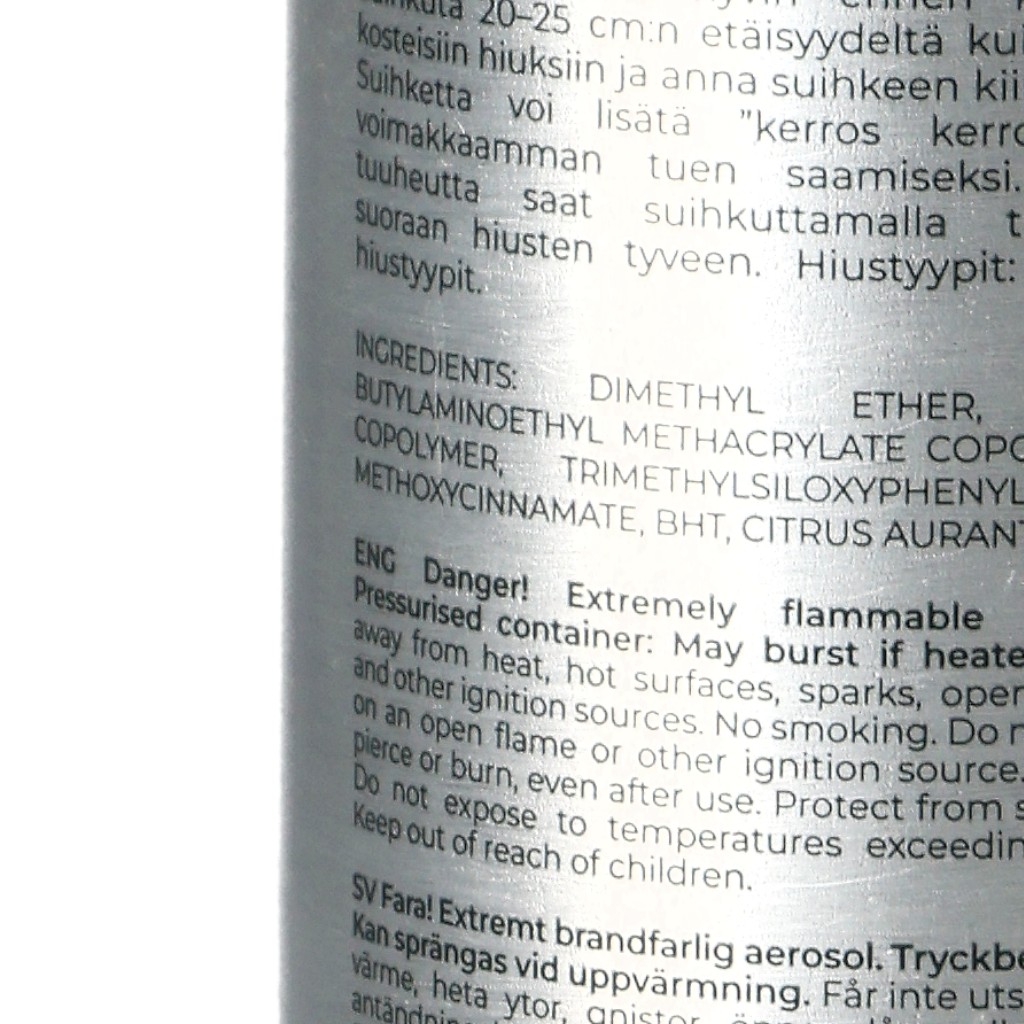 20–25 cm:n etäisyydeltä
kosteisiin hiuksiin ja anna suihkeen
Suihketta voi lisätä ”kerros
voimakkaamman tuen saamiseksi.
tuuheutta saat suihkuttamalla
suoraan hiusten tyveen. Hiustyypit:
hiustyypit.
INGREDIENTS: DIMETHYL ETHER,
BUTYLAMINOETHYL METHACRYLATE
COPOLYMER, TRIMETHYLSILOXYPHENYL
METHOXYCINNAMATE, BHT, CITRUS
ENG Danger! Extremely flammable
Pressurised container: May burst if
away from heat, hot surfaces, sparks, open
and other ignition sources. No smoking. Do
on an open flame or other ignition source.
pierce or burn, even after use. Protect from
Do not expose to temperatures
Keep out of reach of children.
SV Fara! Extremt brandfarlig aerosol.
Kan sprängas vid uppvärmning. Får inte
värme, heta ytor, gnistor,